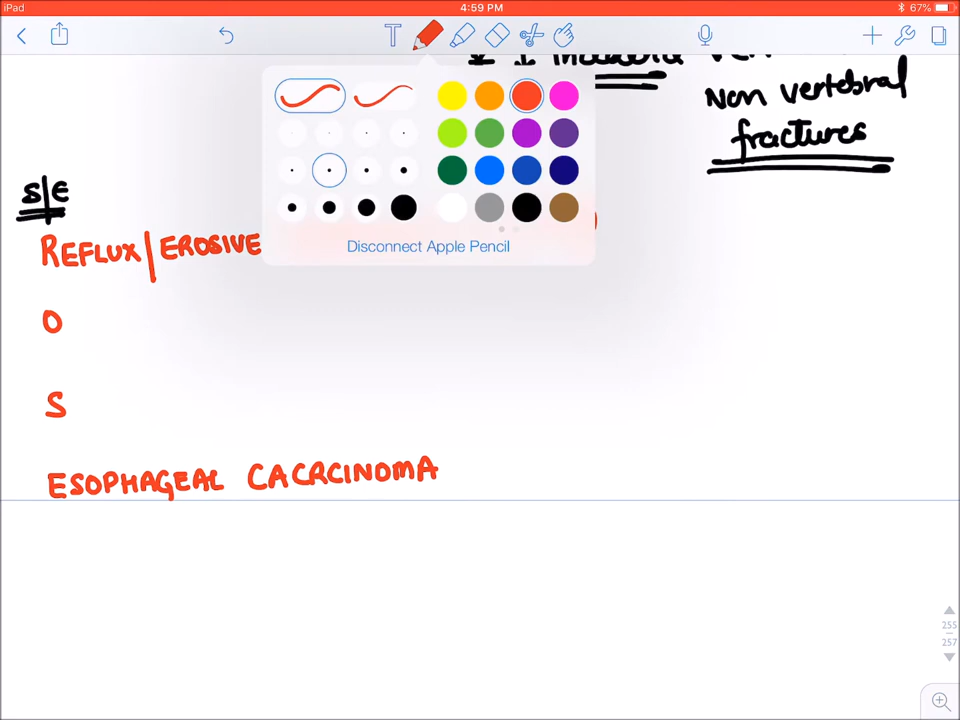 iPad
4:59 PM
67%
T
Non vertebral
fractures
S/E
REFLUX/EROSIVE
Disconnect Apple Pencil
O
S
ESOPHAGEAL CACRCINOMA
255
257